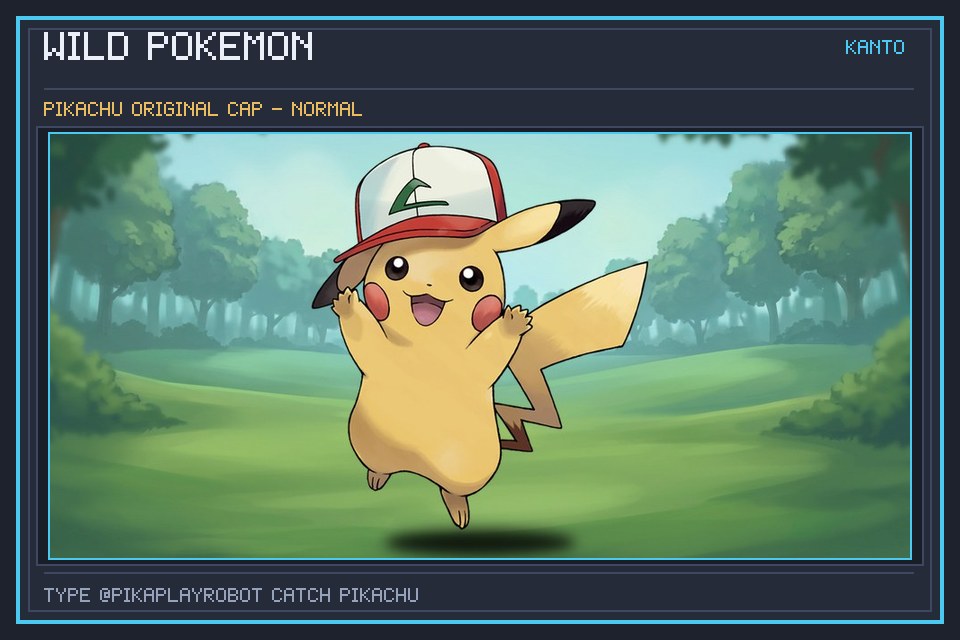 WILD POKEMON
KANTO
PIKACHU ORIGINAL CAP - NORMAL
TYPE @PIKAPLAYROBOT CATCH PIKACHU